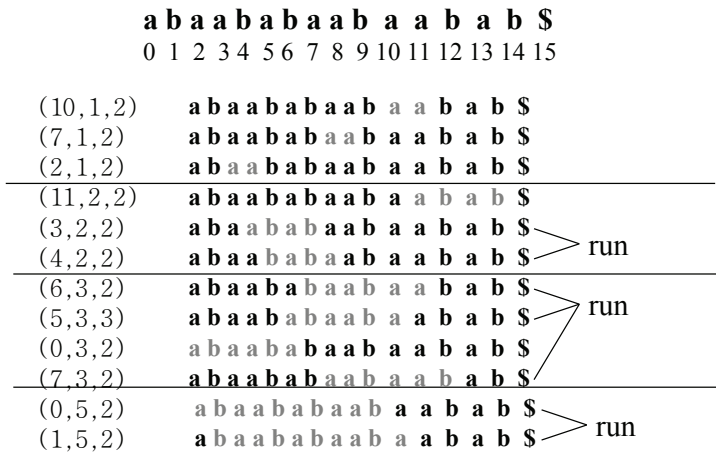 a b a a b a b a a b a a b a b $
0 1 2 3 4 5 6 7 8 9 10 11 12 13 14 15
(10,1,2) a b a a b a b a a b a a b a b $
(7,1,2) a b a a b a b a a b a a b a b $
(2,1,2) a b a a b a b a a b a a b a b $
(11,2,2) a b a a b a b a a b a a b a b $
(3,2,2) a b a a b a b a a b a a b a b $
run
(4,2,2) a b a a b a b a a b a a b a b $
(6,3,2) a b a a b a b a a b a a b a b $
run
(5,3,3) a b a a b a b a a b a a b a b $
(0,3,2) a b a a b a b a a b a a b a b $
(7,3,2) a b a a b a b a a b a a b a b $
(0,5,2) a b a a b a b a a b a a b a b $
run
(1,5,2) a b a a b a b a a b a a b a b $